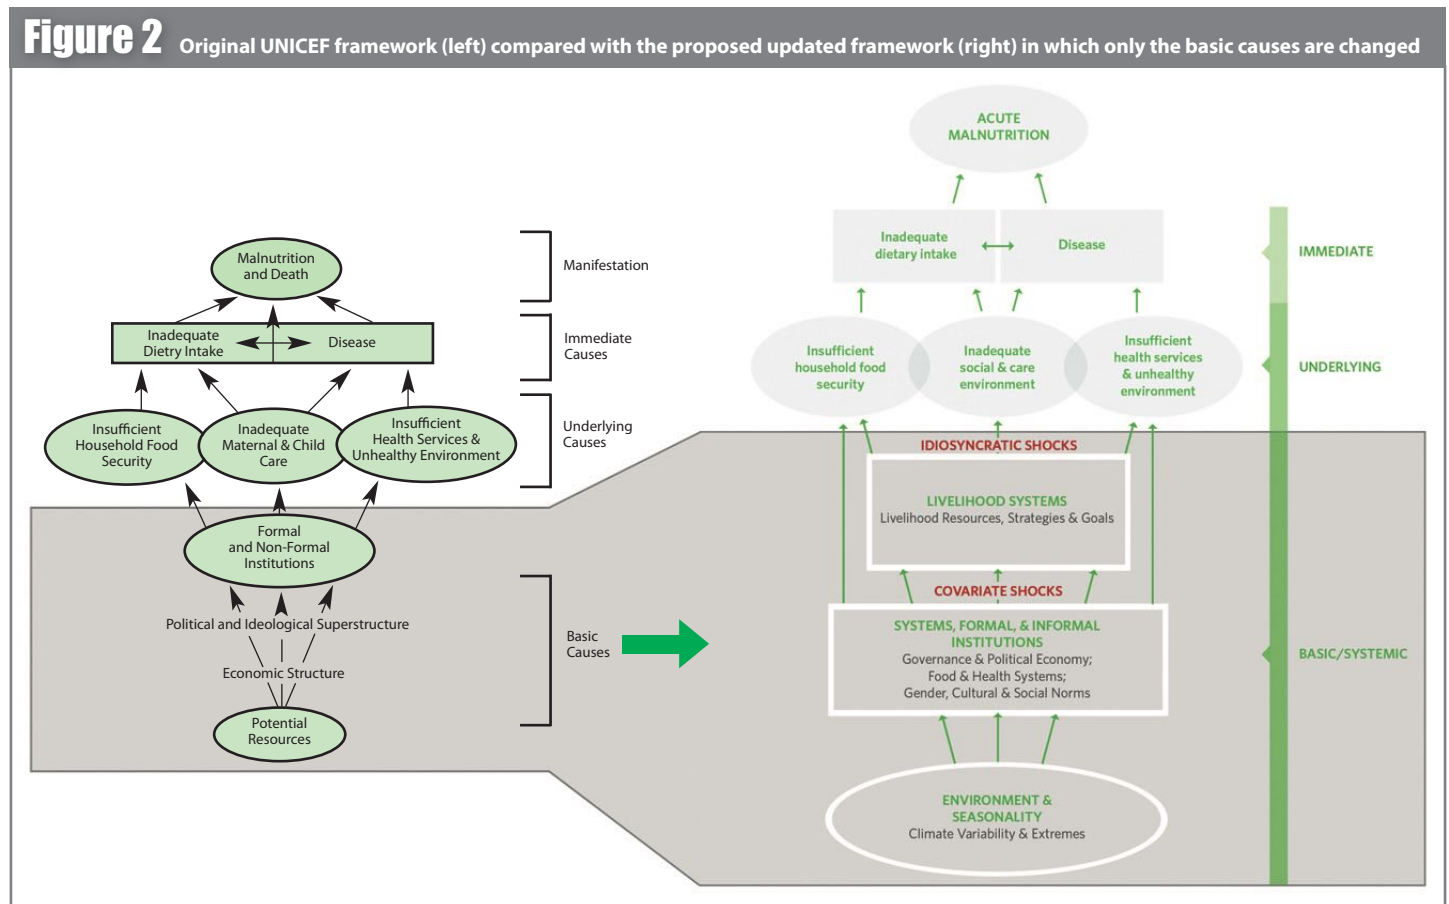 Figure 2 Original UNICEF framework (left) compared with the proposed updated framework (right) in which only the basic causes are changed
Malnutrition
and Death
Inadequate
Dietry Intake
Disease
Insufficient
Household Food
Security
Inadequate
Maternal & Child
Care
Insufficient
Health Services &
Unhealthy Environment
Formal
and Non-Formal
Institutions
Political and Ideological Superstructure
Economic Structure
Potential
Resources
Manifestation
Immediate
Causes
Underlying
Causes
Basic
Causes
ACUTE
MALNUTRITION
Inadequate
dietary intake
Disease
Insufficient
household food
security
Inadequate
social & care
environment
Insufficient
health services
& unhealthy
environment
IDIOSYNCRATIC SHOCKS
LIVELIHOOD SYSTEMS
Livelihood Resources, Strategies & Goals
COVARIATE SHOCKS
SYSTEMS, FORMAL, & INFORMAL
INSTITUTIONS
Governance & Political Economy;
Food & Health Systems;
Gender, Cultural & Social Norms
ENVIRONMENT &
SEASONALITY
Climate Variability & Extremes
IMMEDIATE
UNDERLYING
BASIC/SYSTEMIC